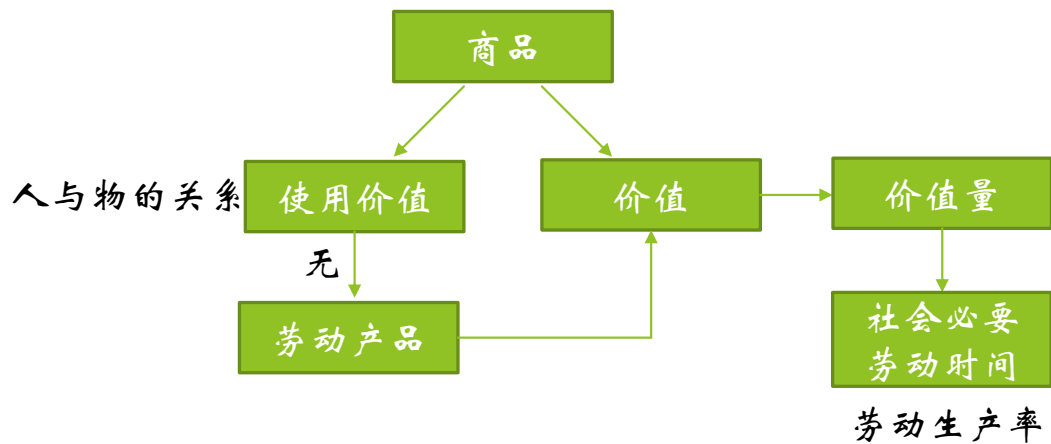 商品
人与物的关系
使用价值
价值
价值量
无
劳动产品
社会必要
劳动时间
劳动生产率